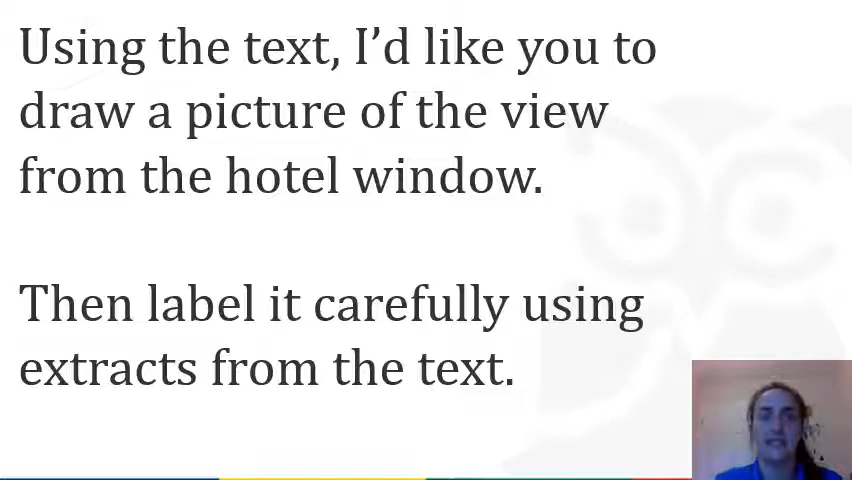 Using the text, I’d like you to
draw a picture of the view
from the hotel window.
Then label it carefully using
extracts from the text.